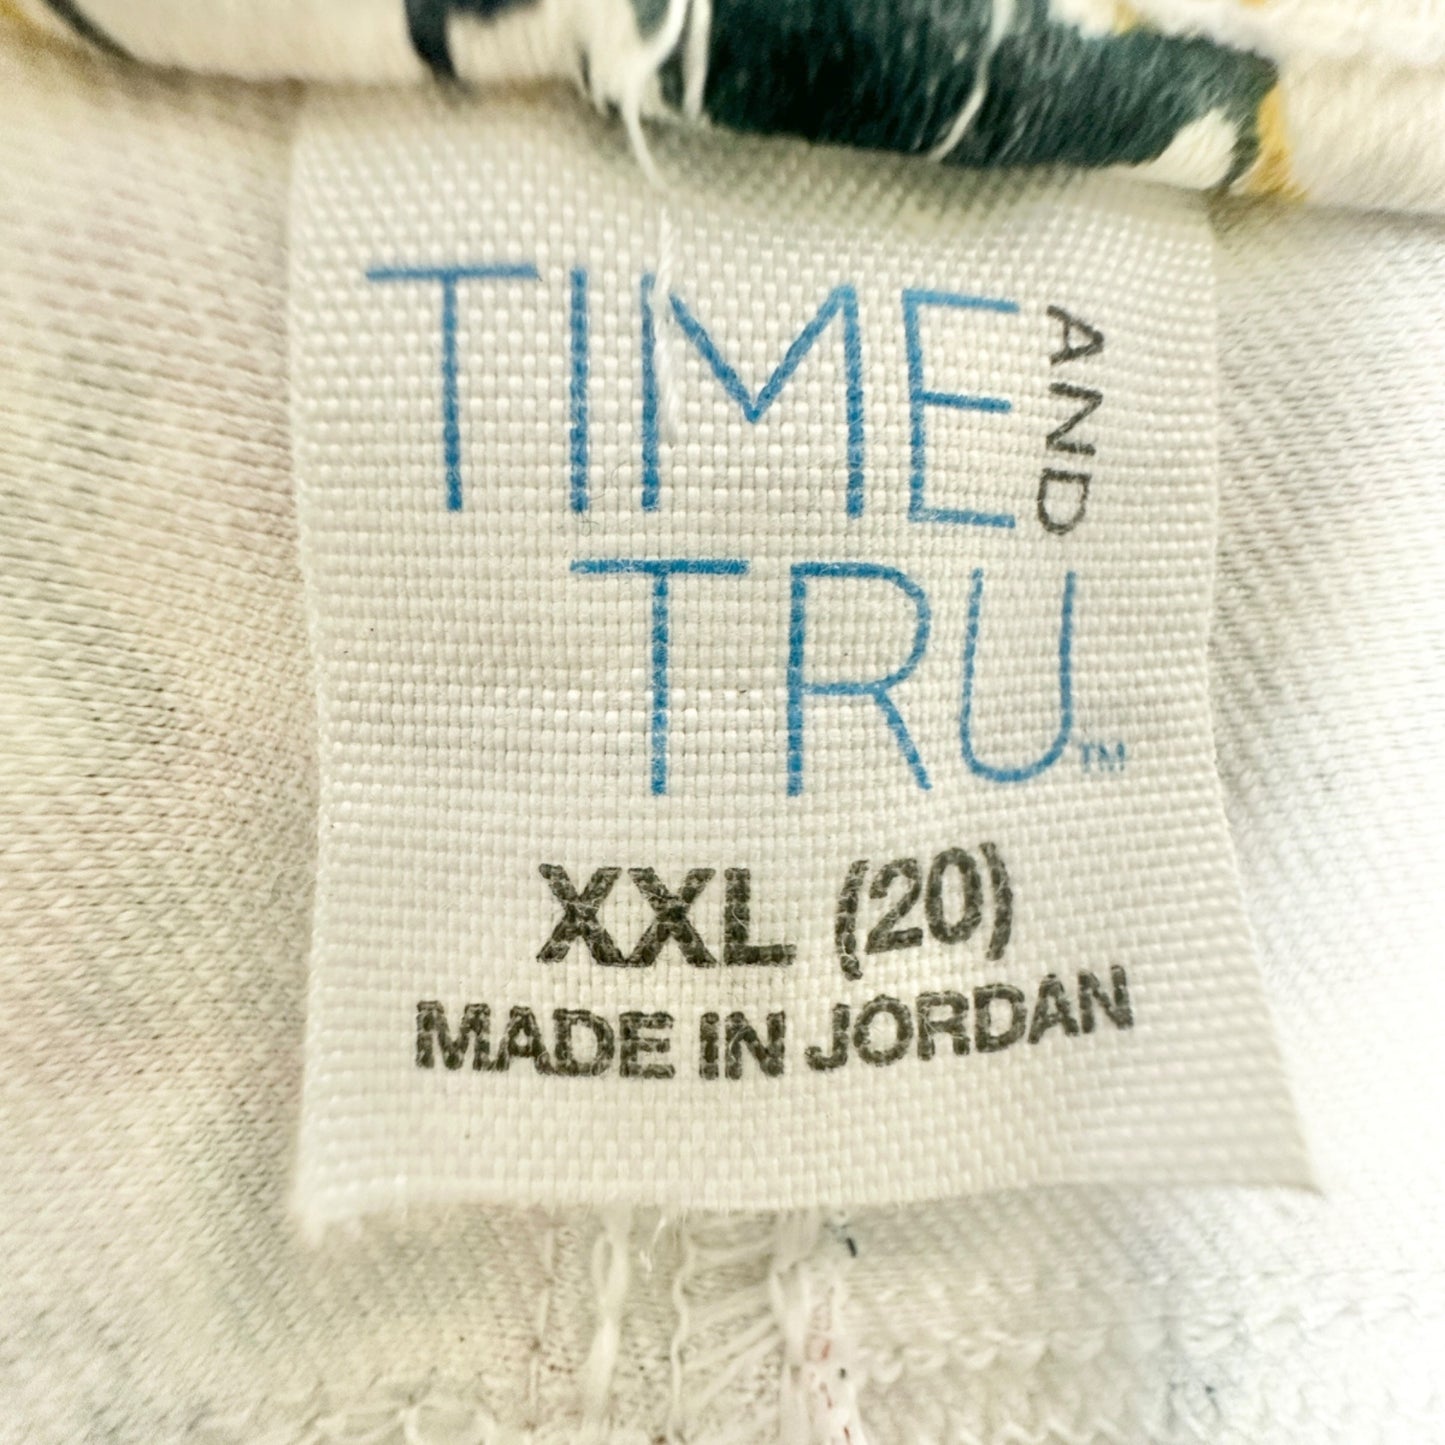 TIME AND
TRU™
XXL (20)
MADE IN JORDAN